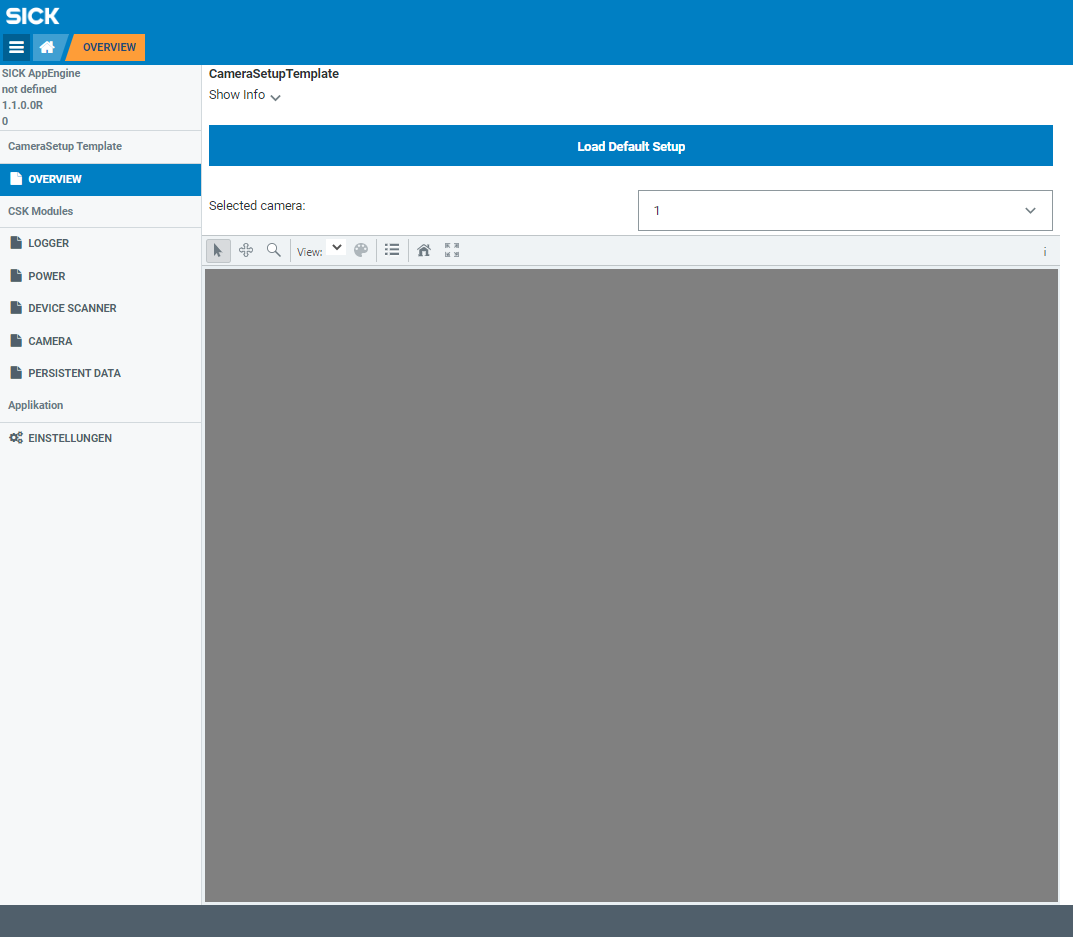 SICK
OVERVIEW
SICK AppEngine
not defined
1.1.0.0R
0
CameraSetup Template
OVERVIEW
CSK Modules
LOGGER
POWER
DEVICE SCANNER
CAMERA
PERSISTENT DATA
Applikation
EINSTELLUNGEN
CameraSetupTemplate
Show Info
Load Default Setup
Selected camera:
1
View:
i